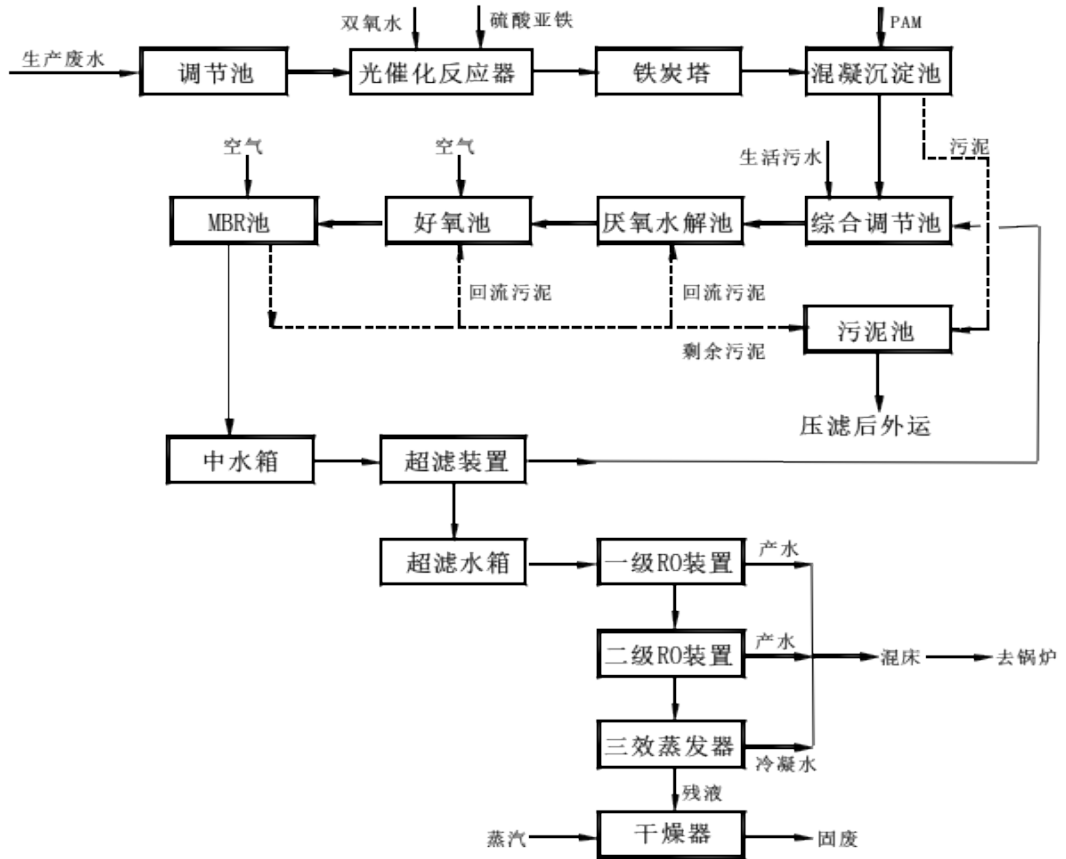 双氧水
硫酸亚铁
PAM
生产废水
调节池
光催化反应器
铁炭塔
混凝沉淀池
空气
空气
生活污水
污泥
MBR池
好氧池
厌氧水解池
综合调节池
回流污泥
回流污泥
污泥池
剩余污泥
压滤后外运
中水箱
超滤装置
超滤水箱
一级RO装置
产水
二级RO装置
产水
混床
去锅炉
三效蒸发器
冷凝水
残液
蒸汽
干燥器
固废